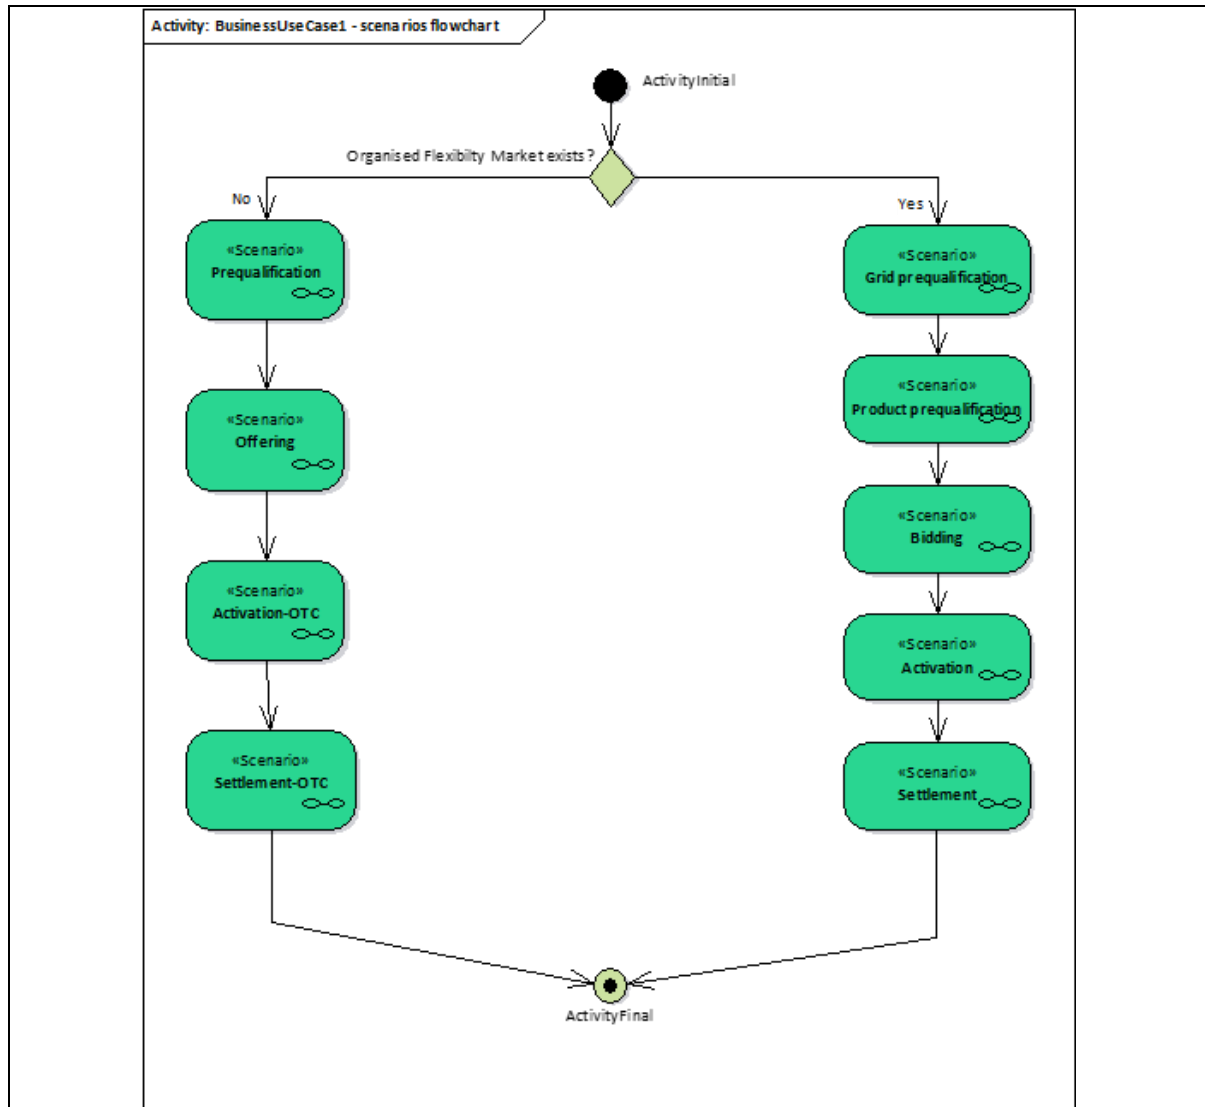 Activity: BusinessUseCase1 - scenarios flowchart
ActivityInitial
Organised Flexibilty Market exists?
No
Yes
«Scenario»
Prequalification
«Scenario»
Offering
«Scenario»
Activation-OTC
«Scenario»
Settlement-OTC
«Scenario»
Grid prequalification
«Scenario»
Product prequalification
«Scenario»
Bidding
«Scenario»
Activation
«Scenario»
Settlement
ActivityFinal